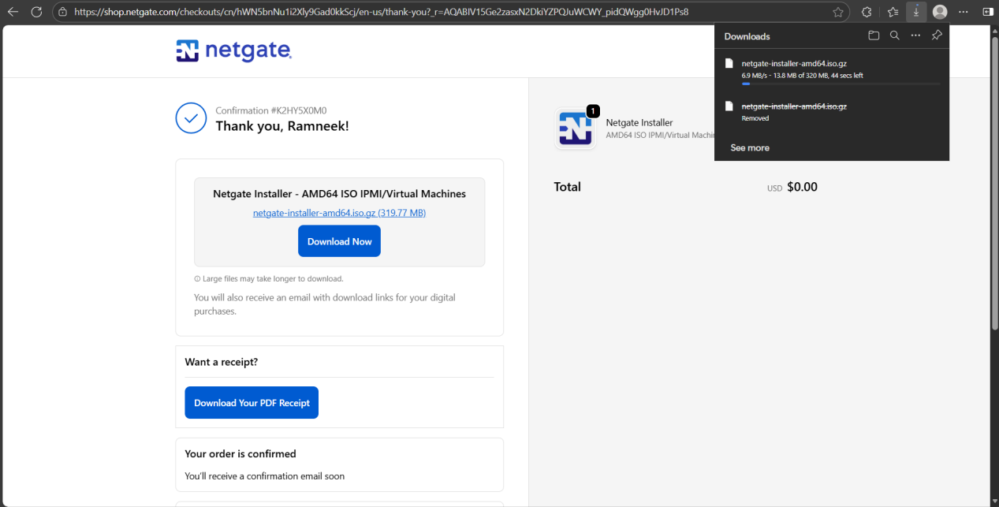 https://shop.netgate.com/checkouts/cn/hWN5bnNu1i2Xly9Gad0kkScj/en-us/thank-you?_r=AQABIV15Ge2zasxN2DkiYZPQJuWCWY_pidQWgg0HvJD1Ps8
Downloads
netgate-installer-amd64.iso.gz
6.9 MB/s - 13.8 MB of 320 MB, 44 secs left
netgate-installer-amd64.iso.gz
Removed
See more
netgate
Confirmation #K2HY5X0M0
Thank you, Ramneek!
Netgate Installer - AMD64 ISO IPMI/Virtual Machines
netgate-installer-amd64.iso.gz (319.77 MB)
Download Now
Large files may take longer to download.
You will also receive an email with download links for your digital
purchases.
Want a receipt?
Download Your PDF Receipt
Your order is confirmed
You'll receive a confirmation email soon
1
Netgate Installer
AMD64 ISO IPMI/Virtual Machin
Total
USD $0.00